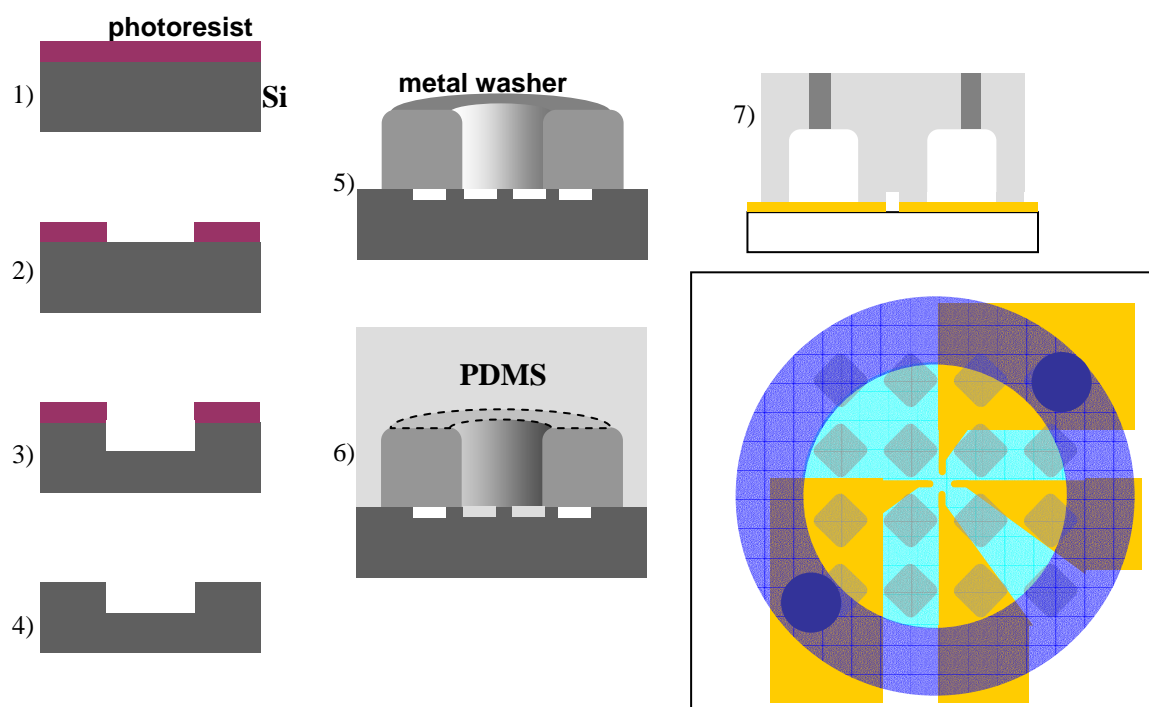 photoresist
1)
Si
2)
3)
4)
metal washer
5)
PDMS
6)
7)